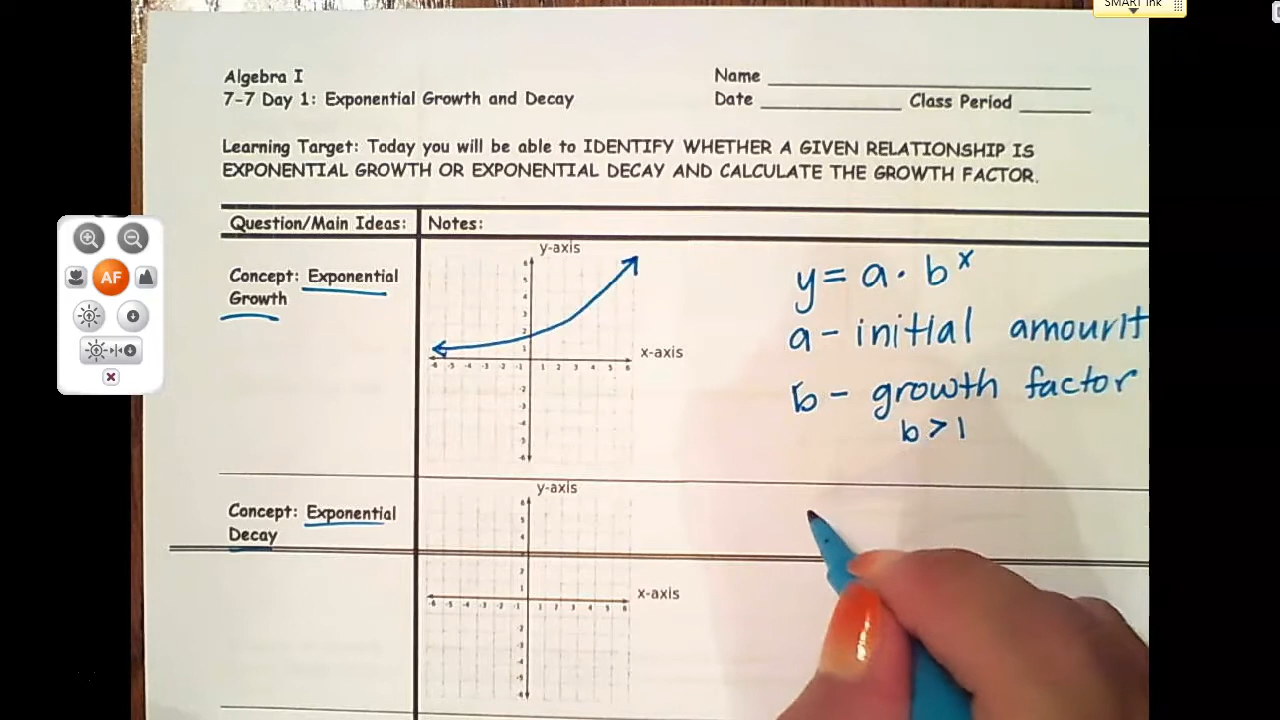 SMART Ink
Algebra I
Name
7-7 Day 1: Exponential Growth and Decay
Date Class Period
Learning Target: Today you will be able to IDENTIFY WHETHER A GIVEN RELATIONSHIP IS
EXPONENTIAL GROWTH OR EXPONENTIAL DECAY AND CALCULATE THE GROWTH FACTOR.
Question/Main Ideas:
Notes:
Concept: Exponential
Growth
y-axis
x-axis
y = a · b^x
a - initial amount
b - growth factor
b > 1
Concept: Exponential
Decay
y-axis
x-axis
AF